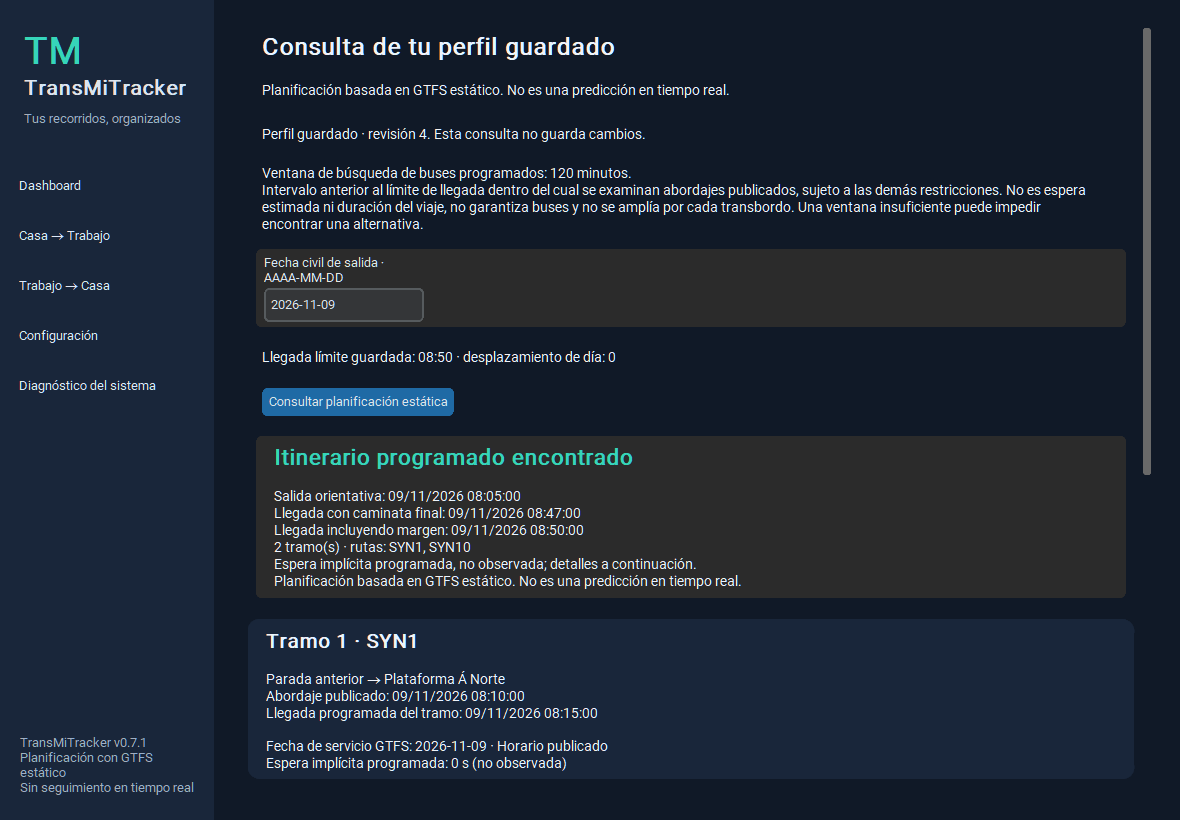 TM
TransMiTracker
Tus recorridos, organizados
Dashboard
Casa → Trabajo
Trabajo → Casa
Configuración
Diagnóstico del sistema
TransMiTracker v0.7.1
Planificación con GTFS
estático
Sin seguimiento en tiempo real
Consulta de tu perfil guardado
Planificación basada en GTFS estático. No es una predicción en tiempo real.
Perfil guardado · revisión 4. Esta consulta no guarda cambios.
Ventana de búsqueda de buses programados: 120 minutos.
Intervalo anterior al límite de llegada dentro del cual se examinan abordajes publicados, sujeto a las demás restricciones. No es espera
estimada ni duración del viaje, no garantiza buses y no se amplía por cada transbordo. Una ventana insuficiente puede impedir
encontrar una alternativa.
Fecha civil de salida ·
AAAA-MM-DD
2026-11-09
Llegada límite guardada: 08:50 · desplazamiento de día: 0
Consultar planificación estática
Itinerario programado encontrado
Salida orientativa: 09/11/2026 08:05:00
Llegada con caminata final: 09/11/2026 08:47:00
Llegada incluyendo margen: 09/11/2026 08:50:00
2 tramo(s) · rutas: SYN1, SYN10
Espera implícita programada, no observada; detalles a continuación.
Planificación basada en GTFS estático. No es una predicción en tiempo real.
Tramo 1 · SYN1
Parada anterior → Plataforma Á Norte
Abordaje publicado: 09/11/2026 08:10:00
Llegada programada del tramo: 09/11/2026 08:15:00
Fecha de servicio GTFS: 2026-11-09 · Horario publicado
Espera implícita programada: 0 s (no observada)